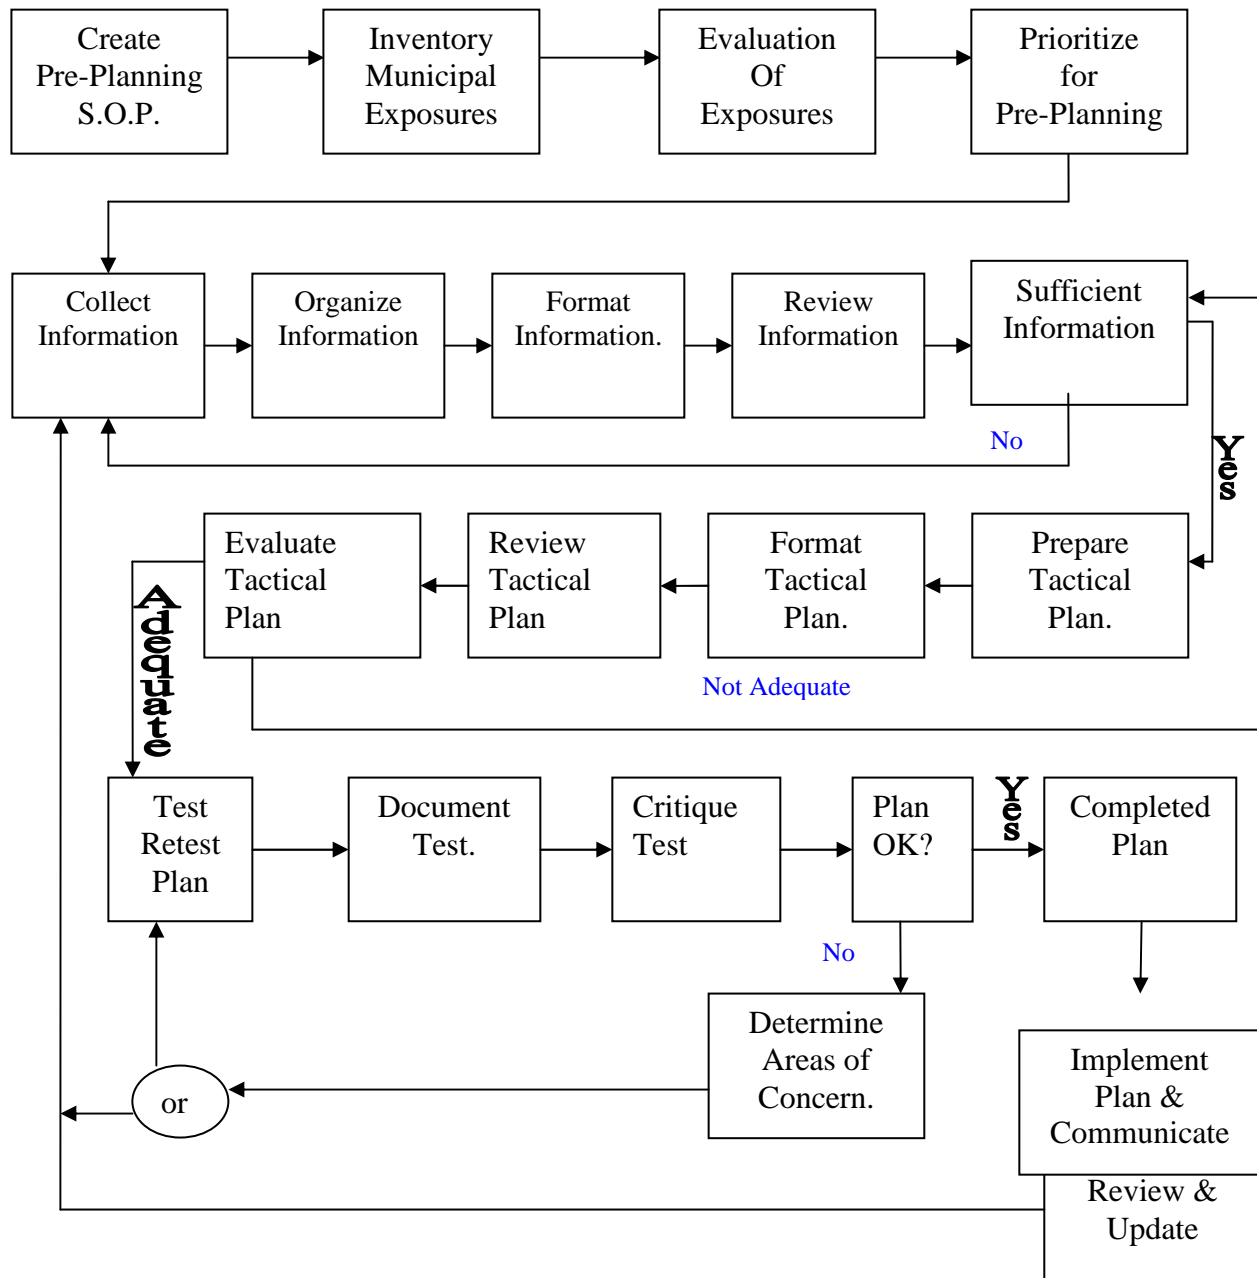 Create
Pre-Planning
S.O.P.
Inventory
Municipal
Exposures
Evaluation
Of
Exposures
Prioritize
for
Pre-Planning
Collect
Information
Organize
Information
Format
Information.
Review
Information
Sufficient
Information
No
Yes
Evaluate
Tactical
Plan
Review
Tactical
Plan
Format
Tactical
Plan.
Prepare
Tactical
Plan.
Adequate
Not Adequate
Test
Retest
Plan
Document
Test.
Critique
Test
Plan
OK?
Yes
Completed
Plan
No
Determine
Areas of
Concern.
or
Implement
Plan &
Communicate
Review &
Update